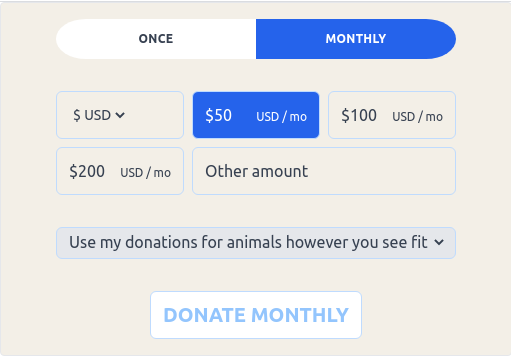 ONCE MONTHLY
$ USD $50 USD / mo $100 USD / mo
$200 USD / mo Other amount
Use my donations for animals however you see fit
DONATE MONTHLY